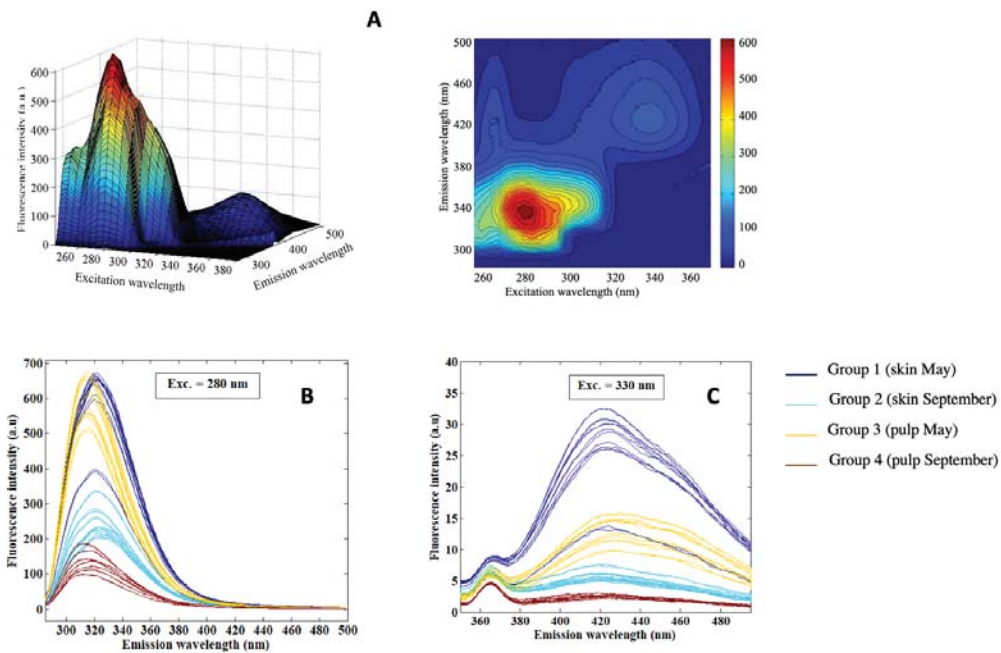 A
600
500
400
300
200
100
0
Fluorescence intensity (a.u.)
260 280 300 320 340 360 380
Excitation wavelength
300 400 500
Emission wavelength
500
460
420
380
340
300
Emission wavelength (nm)
260 280 300 320 340 360
Excitation wavelength (nm)
600
500
400
300
200
100
0
700
600
500
400
300
200
100
0
Fluorescence intensity (a.u)
Exc. = 280 nm
B
300 320 340 360 380 400 420 440 460 480 500
Emission wavelength (nm)
40
35
30
25
20
15
10
5
0
Fluorescence intensity (a.u)
Exc. = 330 nm
C
360 380 400 420 440 460 480
Emission wavelength (nm)
Group 1 (skin May)
Group 2 (skin September)
Group 3 (pulp May)
Group 4 (pulp September)